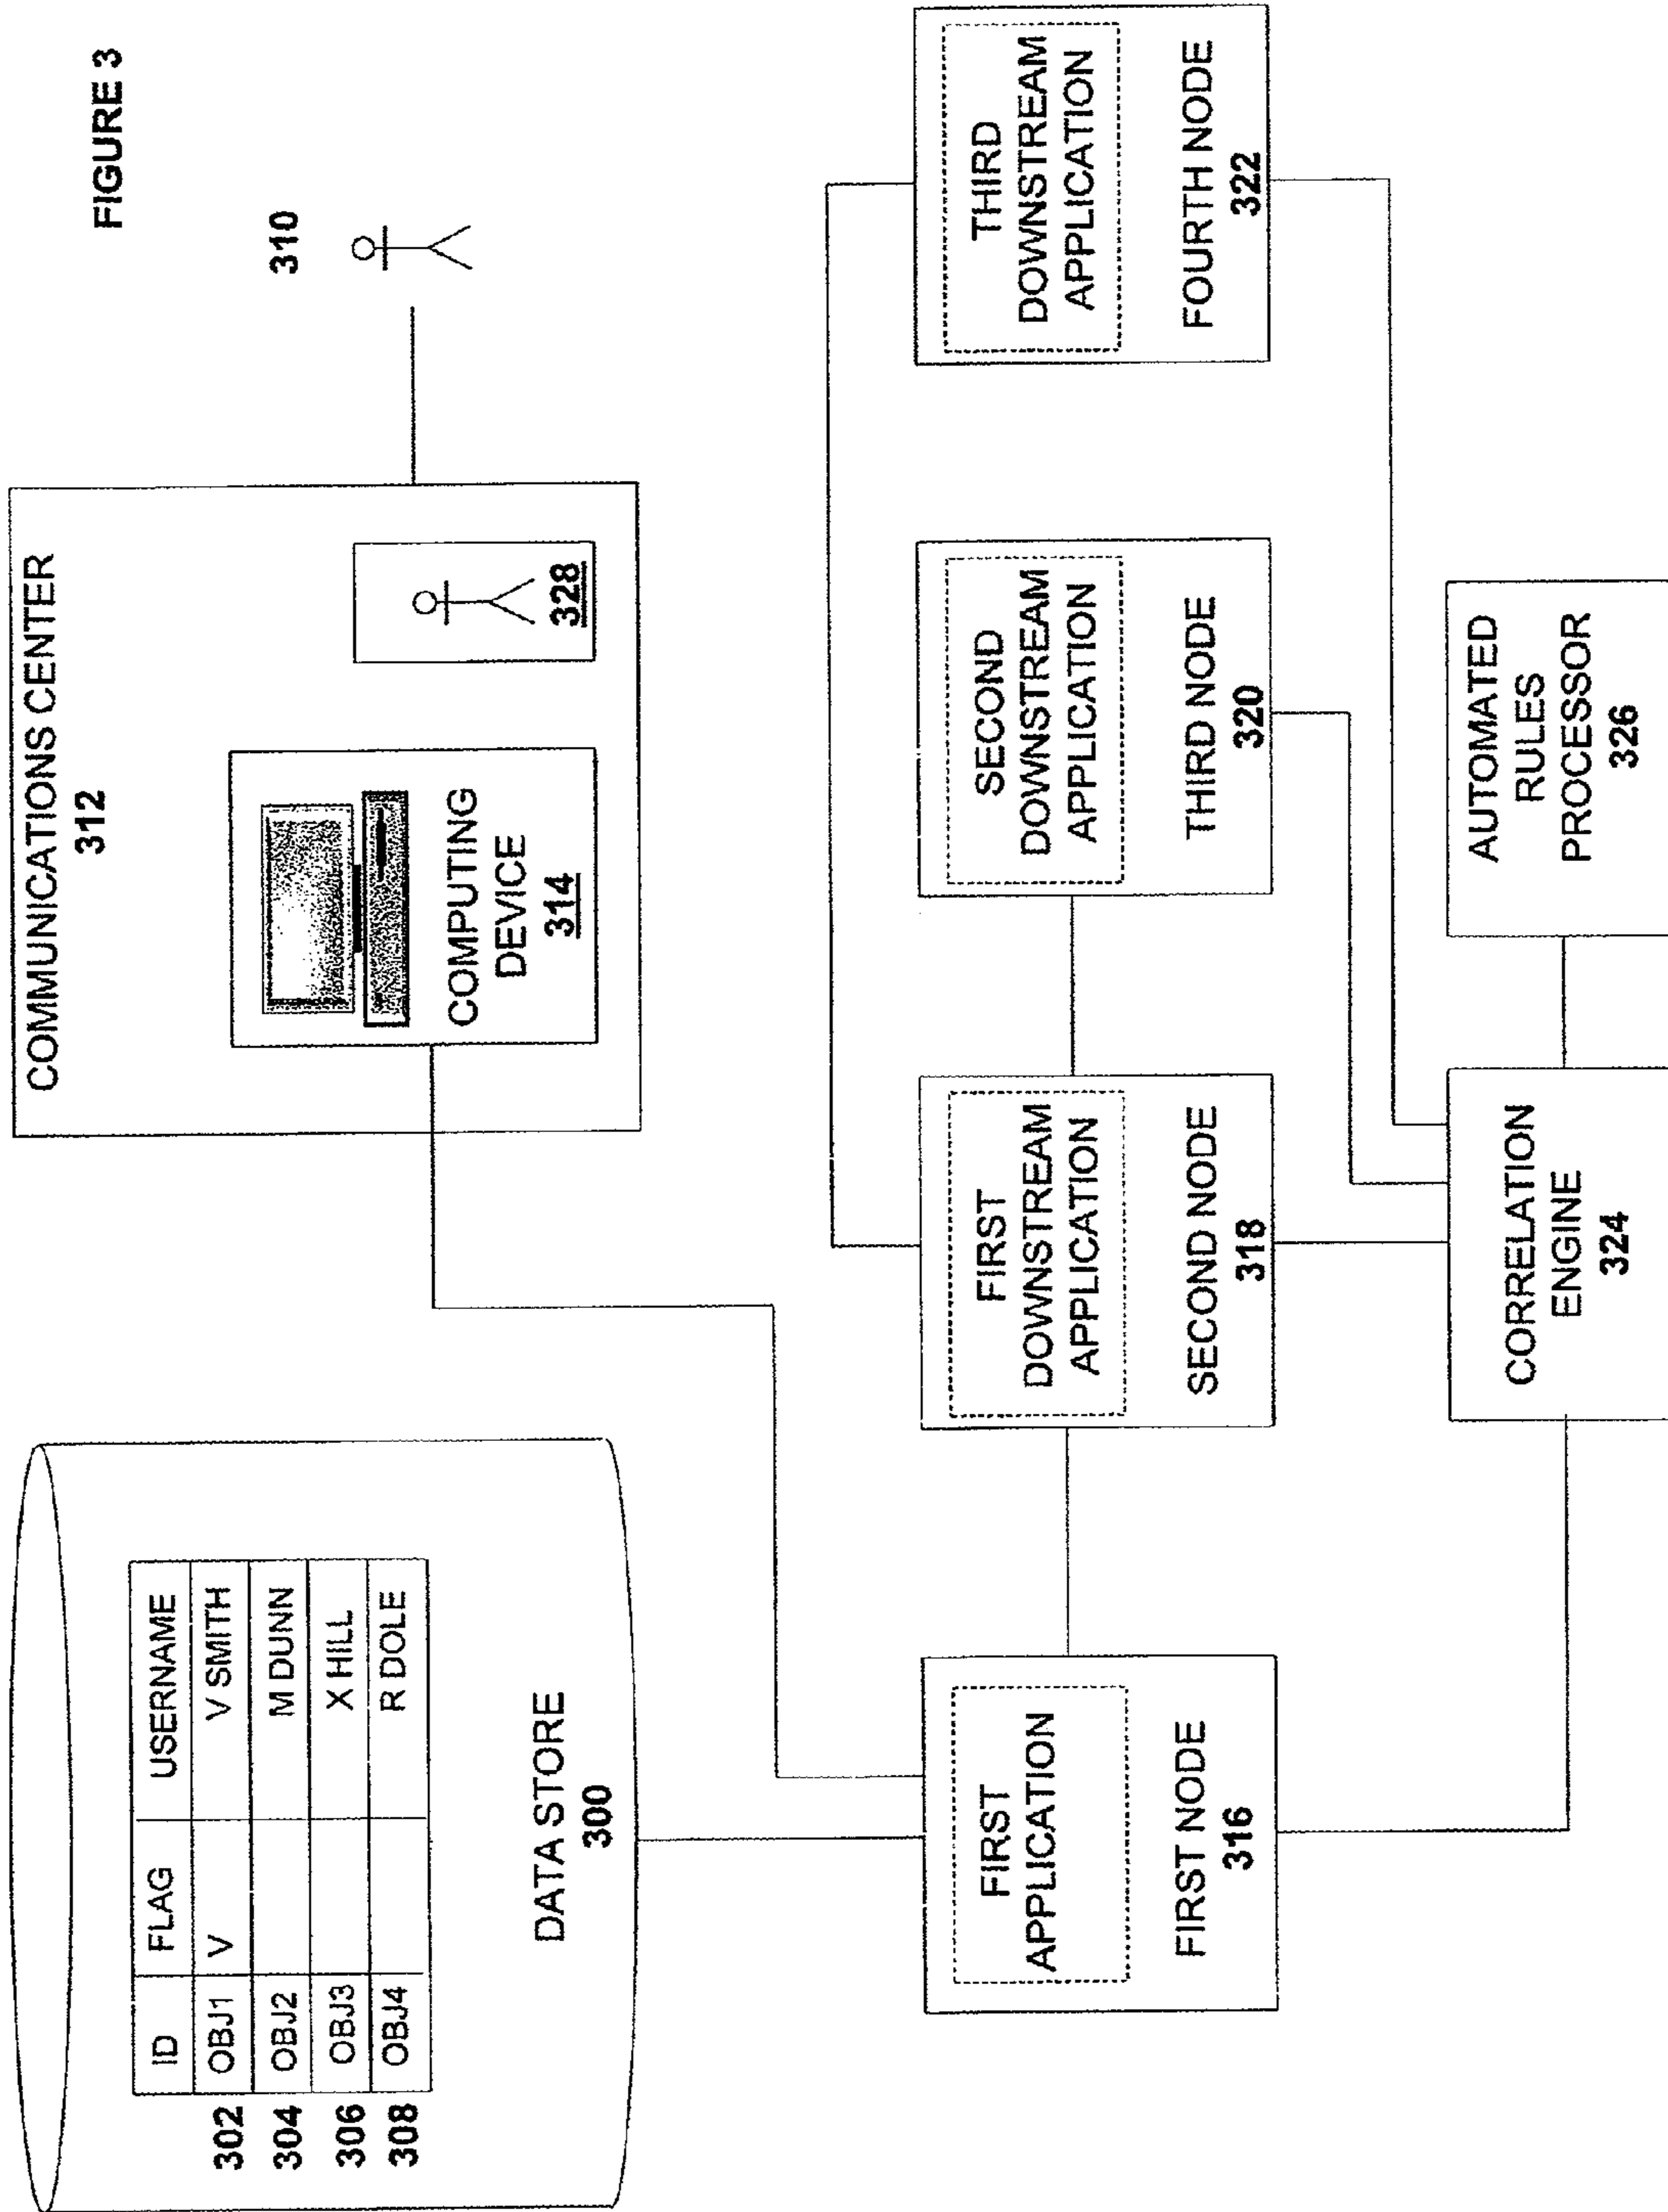 FIGURE 3
ID FLAG USERNAME
302 OBJ1 V V SMITH
304 OBJ2 M DUNN
306 OBJ3 X HILL
308 OBJ4 R DOLE
DATA STORE
300
COMMUNICATIONS CENTER
312
COMPUTING
DEVICE
314
328
310
FIRST
APPLICATION
FIRST NODE
316
FIRST
DOWNSTREAM
APPLICATION
SECOND NODE
318
SECOND
DOWNSTREAM
APPLICATION
THIRD NODE
320
THIRD
DOWNSTREAM
APPLICATION
FOURTH NODE
322
CORRELATION
ENGINE
324
AUTOMATED
RULES
PROCESSOR
326